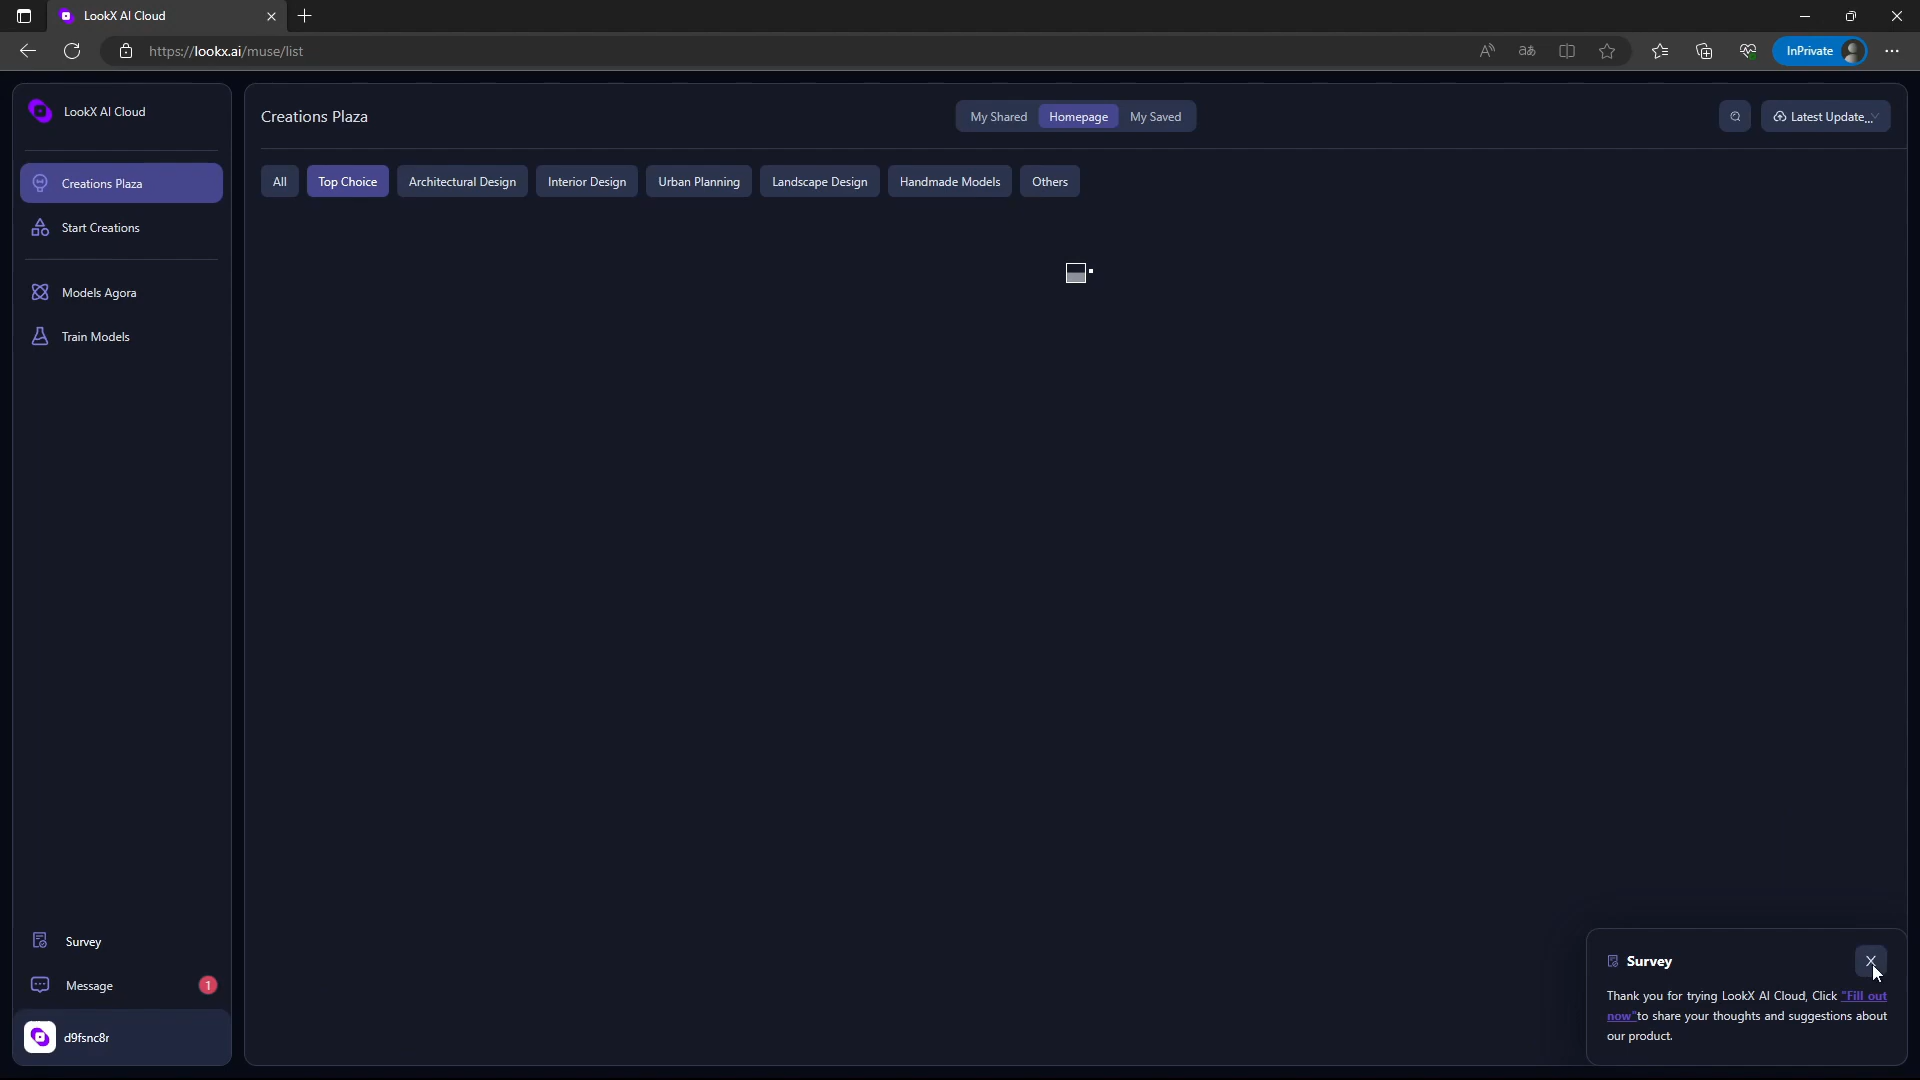 LookX AI Cloud
https://lookx.ai/muse/list
InPrivate
LookX AI Cloud
Creations Plaza
Start Creations
Models Agora
Train Models
Survey
Message
1
d9fsnc8r
Creations Plaza
My Shared
Homepage
My Saved
Latest Update...
All
Top Choice
Architectural Design
Interior Design
Urban Planning
Landscape Design
Handmade Models
Others
Survey
Thank you for trying LookX AI Cloud, Click "Fill out
now"to share your thoughts and suggestions about
our product.